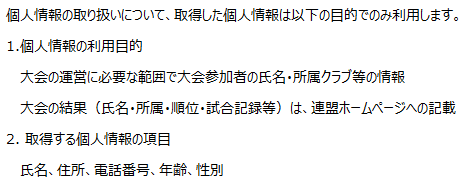 個人情報の取り扱いについて、取得した個人情報は以下の目的でのみ利用します。
1.個人情報の利用目的
大会の運営に必要な範囲で大会参加者の氏名・所属クラブ等の情報
大会の結果（氏名・所属・順位・試合記録等）は、連盟ホームページへの記載
2. 取得する個人情報の項目
氏名、住所、電話番号、年齢、性別